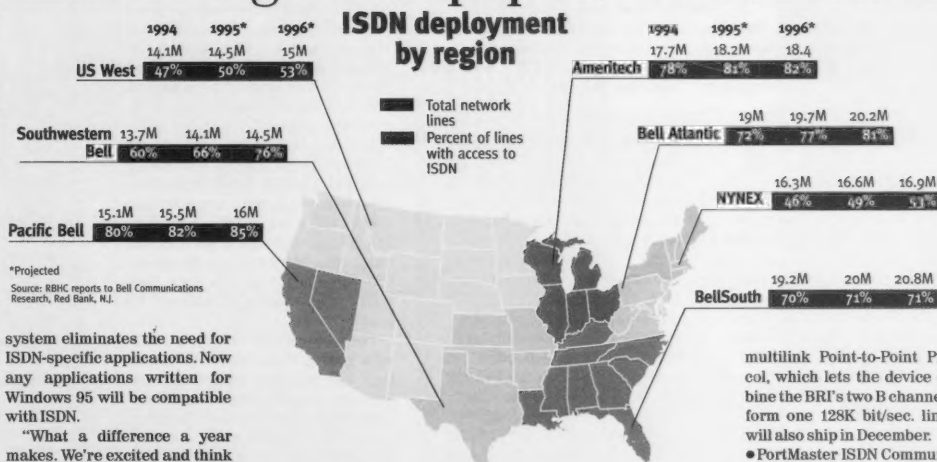 ISDN deployment
by region
1994 1995* 1996*
14.1M 14.5M 15M
US West 47% 50% 53%
Southwestern 13.7M 14.1M 14.5M
Bell 60% 66% 76%
15.1M 15.5M 16M
Pacific Bell 80% 82% 85%
*Projected
Source: RBHC reports to Bell Communications
Research, Red Bank, N.J.
Total network
lines
Percent of lines
with access to
ISDN
1994 1995* 1996*
17.7M 18.2M 18.4
Ameritech 78% 81% 82%
19M 19.7M 20.2M
Bell Atlantic 72% 77% 81%
16.3M 16.6M 16.9M
NYNEX 46% 49% 53%
19.2M 20M 20.8M
BellSouth 70% 71% 71%
system eliminates the need for
ISDN-specific applications. Now
any applications written for
Windows 95 will be compatible
with ISDN.
"What a difference a year
makes. We're excited and think
multilink Point-to-Point P
col, which lets the device
bine the BRI's two B channe
form one 128K bit/sec. lin
will also ship in December.
• PortMaster ISDN Commu